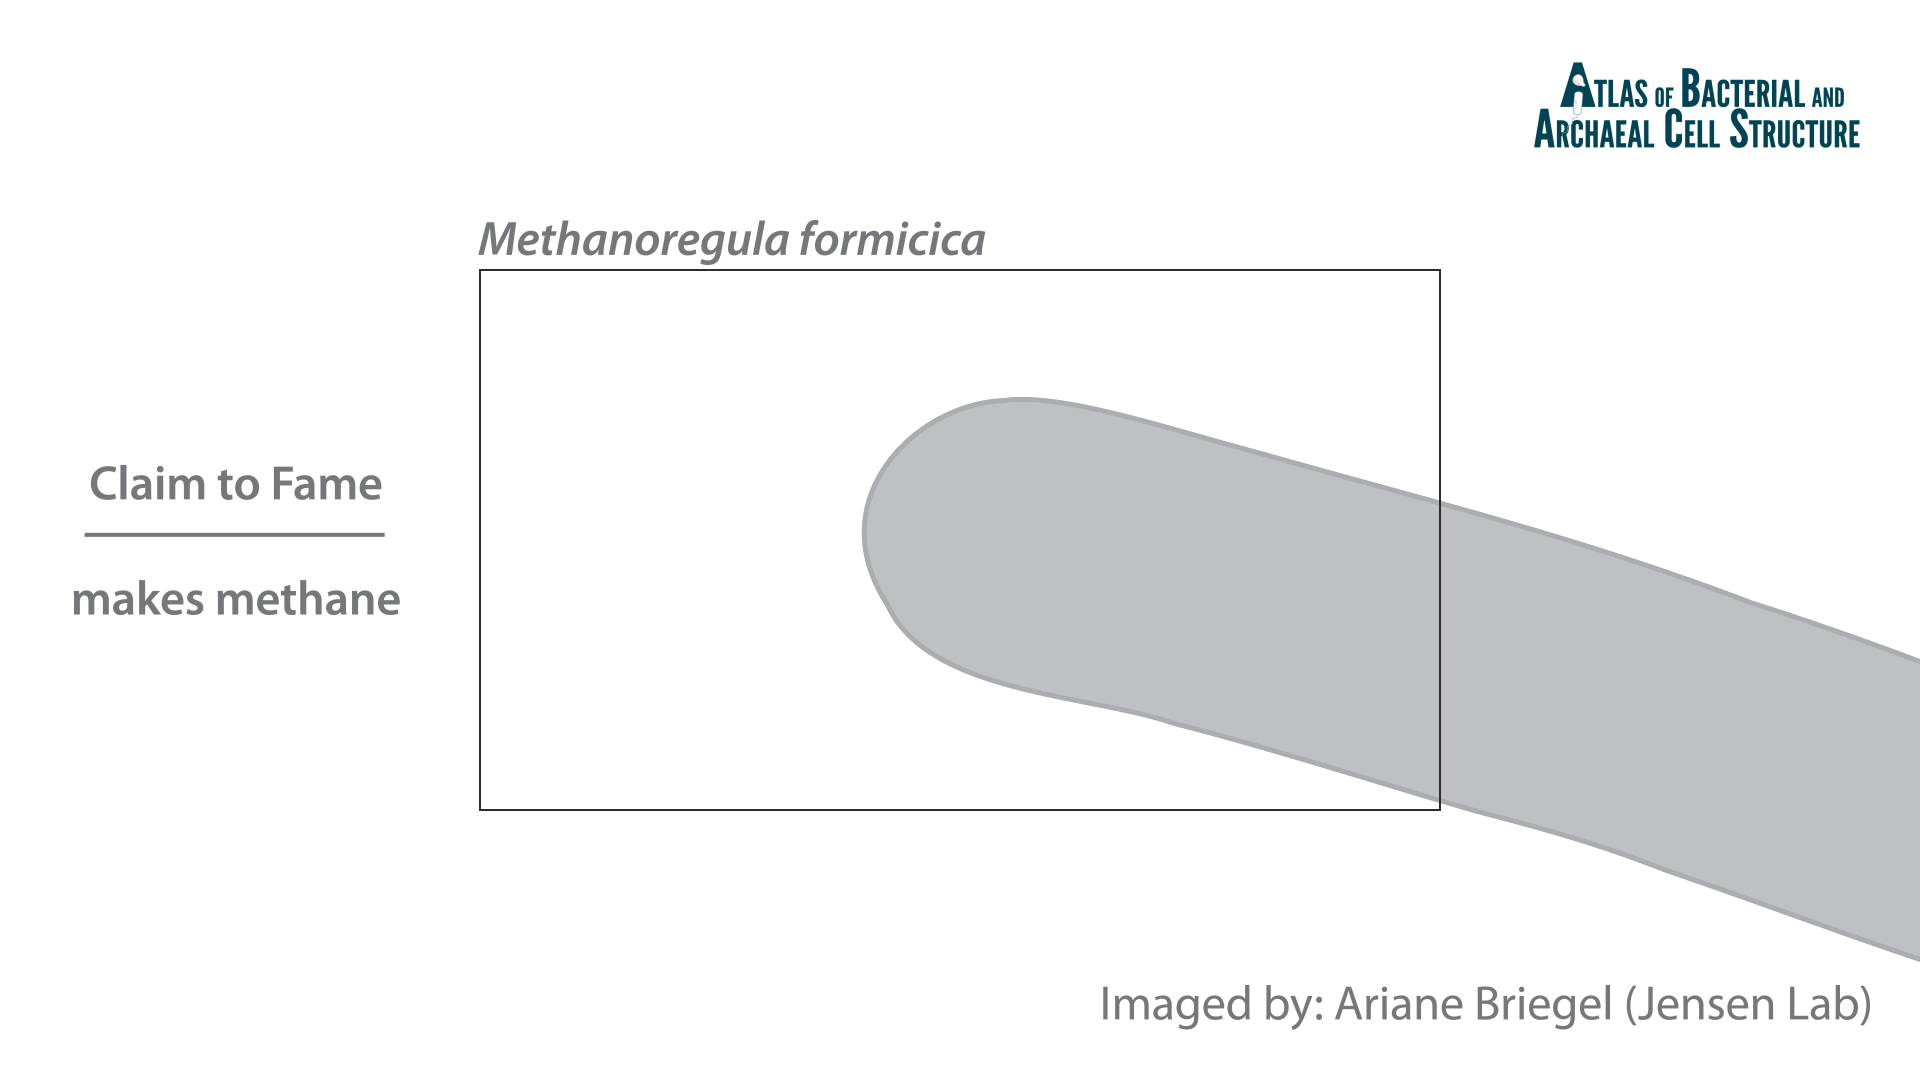 Atlas of Bacterial and
Archaeal Cell Structure
Methanoregula formicica
Claim to Fame
makes methane
Imaged by: Ariane Briegel (Jensen Lab)